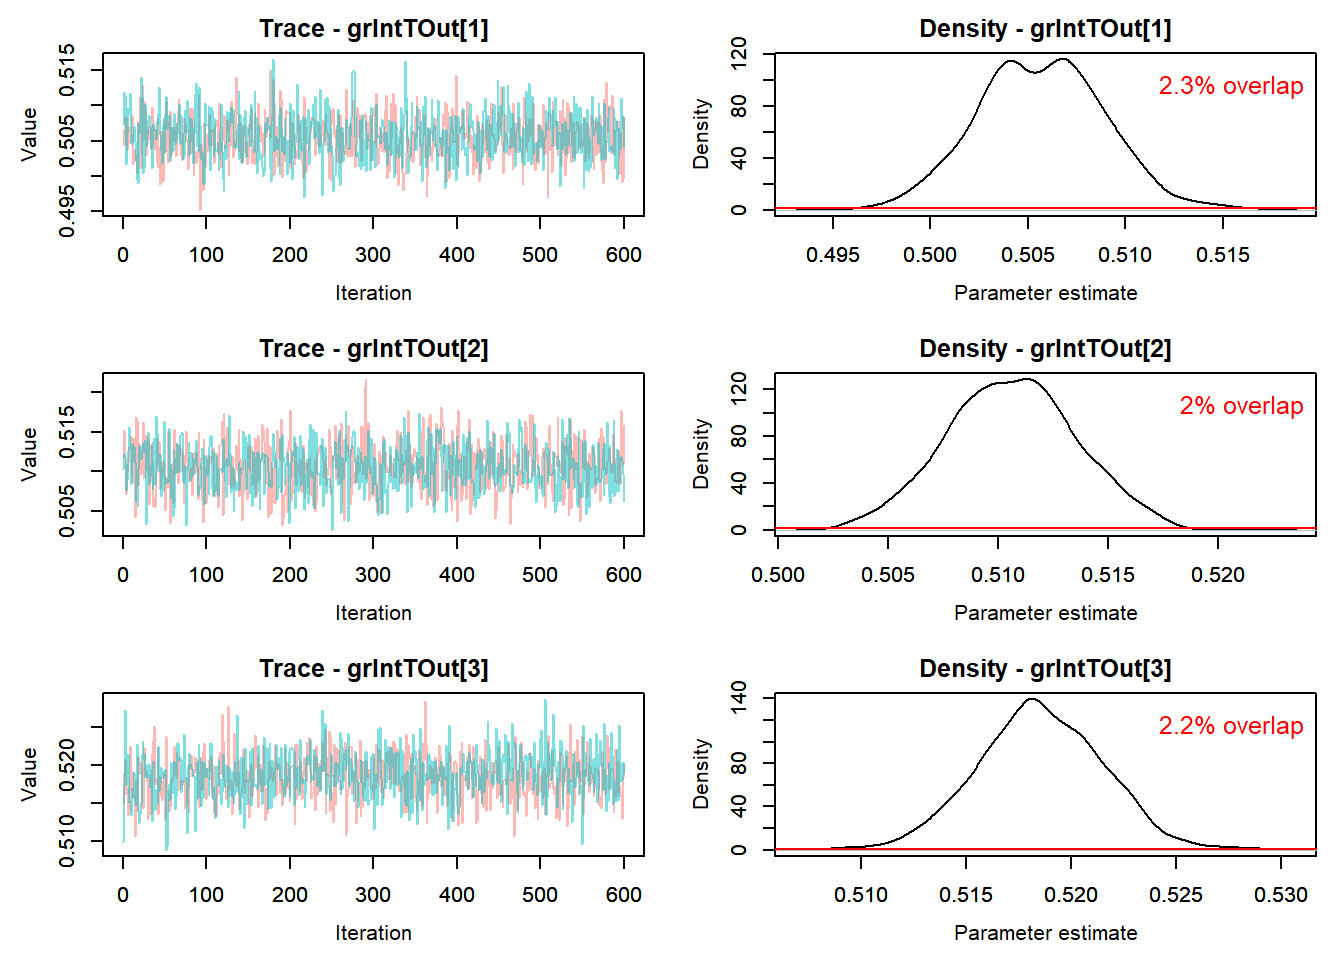 Trace - grIntTOut[1]
Value
0.495 0.505 0.515
0 100 200 300 400 500 600
Iteration
Density - grIntTOut[1]
2.3% overlap
Density
0 40 80 120
0.495 0.500 0.505 0.510 0.515
Parameter estimate
Trace - grIntTOut[2]
Value
0.505 0.515
0 100 200 300 400 500 600
Iteration
Density - grIntTOut[2]
2% overlap
Density
0 40 80 120
0.500 0.505 0.510 0.515 0.520
Parameter estimate
Trace - grIntTOut[3]
Value
0.510 0.520
0 100 200 300 400 500 600
Iteration
Density - grIntTOut[3]
2.2% overlap
Density
0 40 80 140
0.510 0.515 0.520 0.525 0.530
Parameter estimate